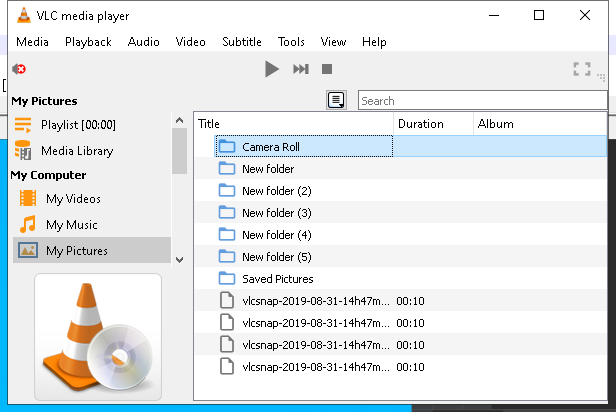 VLC media player
Media Playback Audio Video Subtitle Tools View Help
Search
My Pictures
Playlist [00:00]
Media Library
My Computer
My Videos
My Music
My Pictures
Title Duration Album
Camera Roll
New folder
New folder (2)
New folder (3)
New folder (4)
New folder (5)
Saved Pictures
vlcsnap-2019-08-31-14h47m... 00:10
vlcsnap-2019-08-31-14h47m... 00:10
vlcsnap-2019-08-31-14h47m... 00:10
vlcsnap-2019-08-31-14h47m... 00:10